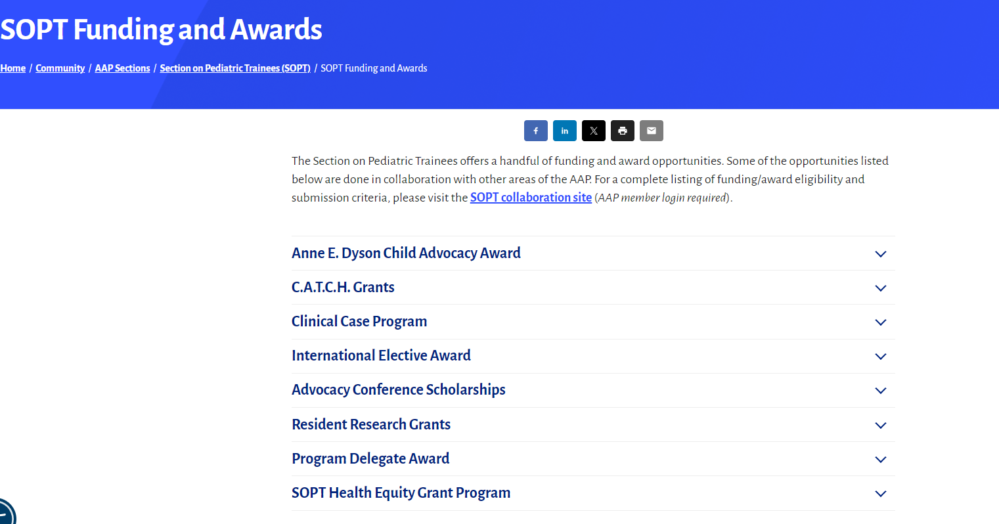 SOPT Funding and Awards
Home / Community / AAP Sections / Section on Pediatric Trainees (SOPT) / SOPT Funding and Awards
The Section on Pediatric Trainees offers a handful of funding and award opportunities. Some of the opportunities listed
below are done in collaboration with other areas of the AAP. For a complete listing of funding/award eligibility and
submission criteria, please visit the SOPT collaboration site (AAP member login required).
Anne E. Dyson Child Advocacy Award
C.A.T.C.H. Grants
Clinical Case Program
International Elective Award
Advocacy Conference Scholarships
Resident Research Grants
Program Delegate Award
SOPT Health Equity Grant Program